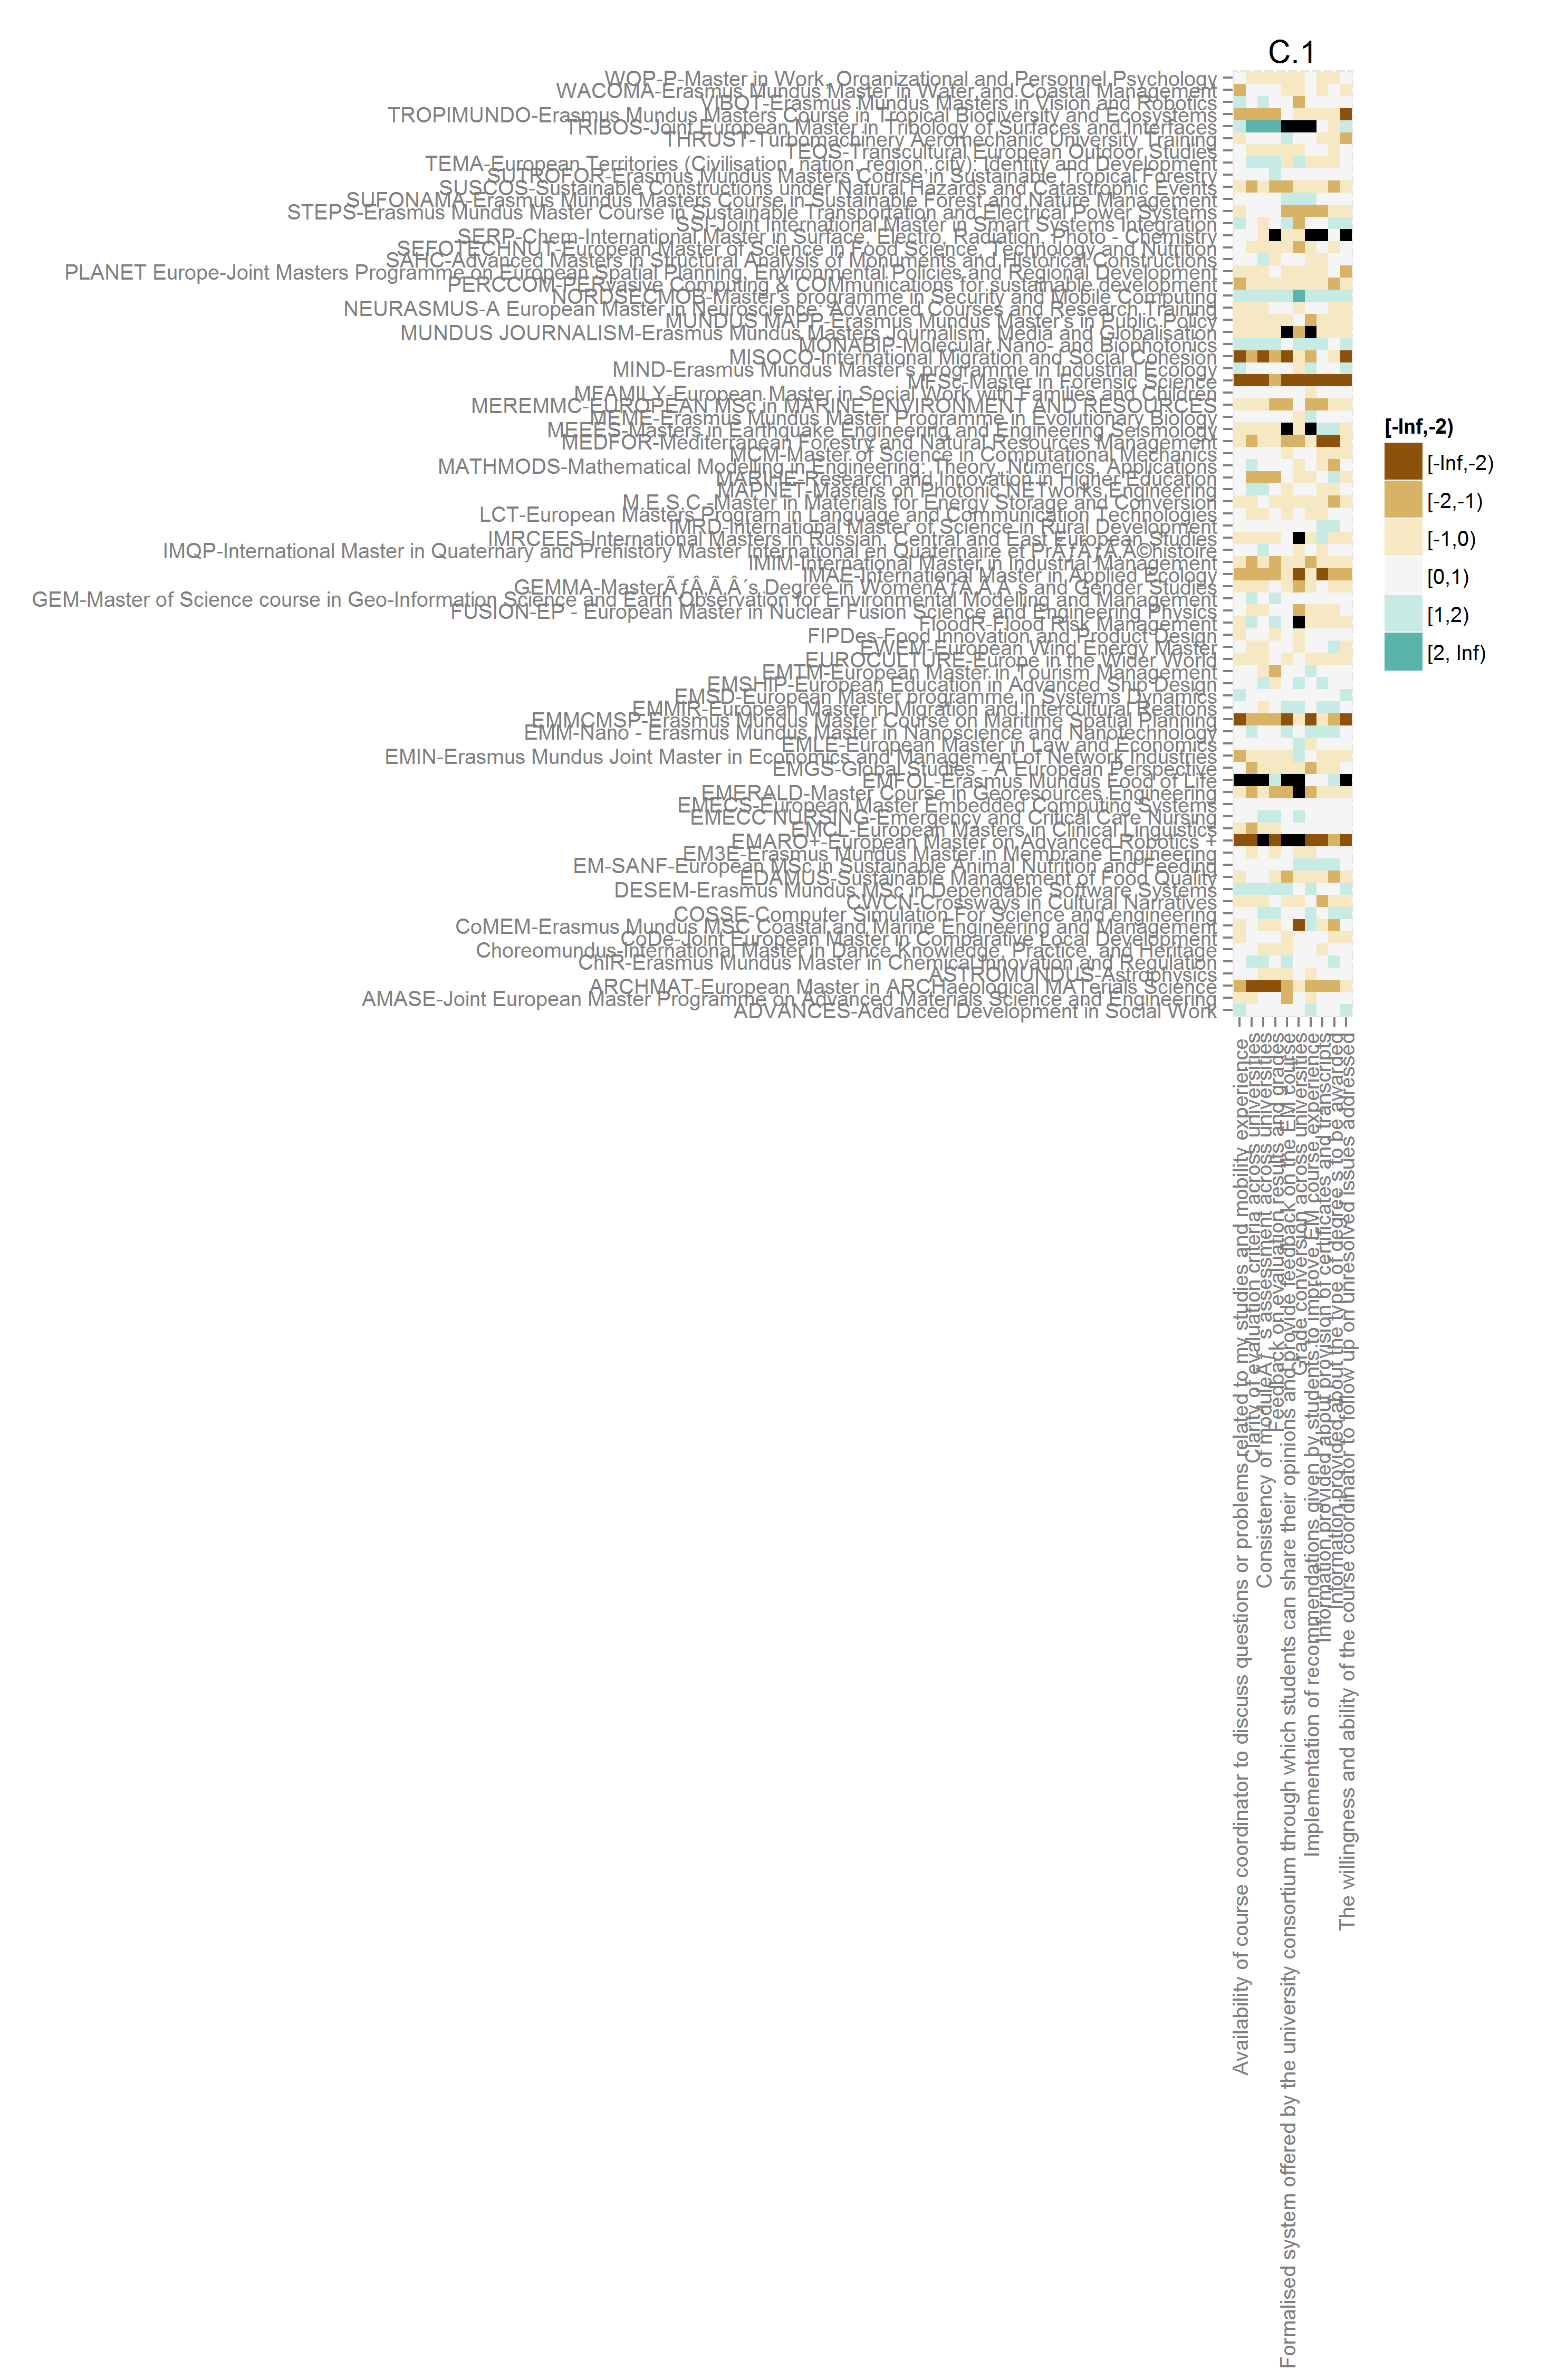 C.1
WOP-P-Master in Work, Organizational and Personnel Psychology
WACOMA-Erasmus Mundus Master in Water and Coastal Management
VIBOT-Erasmus Mundus Masters in Vision and Robotics
TROPIMUNDO-Erasmus Mundus Masters Course in Tropical Biodiversity and Ecosystems
TRIBOS-Joint European Master in Tribology of Surfaces and Interfaces
THRUST-Turbomachinery Aeromechanic University Training
TEOS-Transcultural European Outdoor Studies
TEMA-European Territories (Civilisation, nation, region, city): Identity and Development
SUTROFOR-Erasmus Mundus Masters Course in Sustainable Tropical Forestry
SUSCOS-Sustainable Constructions under Natural Hazards and Catastrophic Events
SUFONAMA-Erasmus Mundus Masters Course in Sustainable Forest and Nature Management
STEPS-Erasmus Mundus Master Course in Sustainable Transportation and Electrical Power Systems
SSI-Joint International Master in Smart Systems Integration
SERP-Chem-International Master in Surface, Electro, Radiation, Photo - Chemistry
SEFOTECHNUT-European Master of Science in Food Science, Technology and Nutrition
SAHC-Advanced Masters in Structural Analysis of Monuments and Historical Constructions
PLANET Europe-Joint Masters Programme on European Spatial Planning, Environmental Policies and Regional Development
PERCCOM-PERvasive Computing & COMmunications for sustainable development
NORDSECMOB-Master's programme in Security and Mobile Computing
NEURASMUS-A European Master in Neuroscience: Advanced Courses and Research Training
MUNDUS MAPP-Erasmus Mundus Master's in Public Policy
MUNDUS JOURNALISM-Erasmus Mundus Masters Journalism, Media and Globalisation
MONABIP-Molecular Nano- and Biophotonics
MISOCO-International Migration and Social Cohesion
MIND-Erasmus Mundus Master's programme in Industrial Ecology
MFSc-Master in Forensic Science
MFAMILY-European Master in Social Work with Families and Children
MEREMMC-EUROPEAN MSc in MARINE ENVIRONMENT AND RESOURCES
MEME-Erasmus Mundus Master Programme in Evolutionary Biology
MEEES-Masters in Earthquake Engineering and Engineering Seismology
MEDFOR-Mediterranean Forestry and Natural Resources Management
MCM-Master of Science in Computational Mechanics
MATHMODS-Mathematical Modelling in Engineering: Theory, Numerics, Applications
MARIHE-Research and Innovation in Higher Education
MAPNET-Masters on Photonic NETworks Engineering
M.E.S.C.-Master in Materials for Energy Storage and Conversion
LCT-European Masters Program in Language and Communication Technologies
IMRD-International Master of Science in Rural Development
IMRCEES-International Masters in Russian, Central and East European Studies
IMQP-International Master in Quaternary and Prehistory Master International en Quaternaire et PrÃƒÃƒÂ Â©histoire
IMIM-International Master in Industrial Management
IMAE-International Master in Applied Ecology
GEMMA-MasterÃƒÂ Ã Â´s Degree in WomenÃƒÂ Ã Â s and Gender Studies
GEM-Master of Science course in Geo-Information Science and Earth Observation for Environmental Modelling and Management
FUSION-EP - European Master in Nuclear Fusion Science and Engineering Physics
FloodR-Flood Risk Management
FIPDes-Food Innovation and Product Design
EWEM-European Wind Energy Master
EUROCULTURE-Europe in the Wider World
EMTM-European Master in Tourism Management
EMSHIP-European Education in Advanced Ship Design
EMSD-European Master programme in Systems Dynamics
EMMIR-European Master in Migration and Intercultural Reations
EMMCMSP-Erasmus Mundus Master Course on Maritime Spatial Planning
EMM-Nano - Erasmus Mundus Master in Nanoscience and Nanotechnology
EMLE-European Master in Law and Economics
EMIN-Erasmus Mundus Joint Master in Economics and Management of Network Industries
EMGS-Global Studies - A European Perspective
EMFOL-Erasmus Mundus Food of Life
EMERALD-Master Course in Georesources Engineering
EMECS-European Master Embedded Computing Systems
EMECC NURSING-Emergency and Critical Care Nursing
EMCL-European Masters in Clinical Linguistics
EMARO+-European Master on Advanced Robotics +
EM3E-Erasmus Mundus Master in Membrane Engineering
EM-SANF-European MSc in Sustainable Animal Nutrition and Feeding
EDAMUS-Sustainable Management of Food Quality
DESEM-Erasmus Mundus MSc in Dependable Software Systems
CWCN-Crossways in Cultural Narratives
COSSE-Computer Simulation For Science and engineering
CoMEM-Erasmus Mundus MSC Coastal and Marine Engineering and Management
CoDe-Joint European Master in Comparative Local Development
Choreomundus-International Master in Dance Knowledge, Practice, and Heritage
ChIR-Erasmus Mundus Master in Chemical Innovation and Regulation
ASTROMUNDUS-Astrophysics
ARCHMAT-European Master in ARCHaeological MATerials Science
AMASE-Joint European Master Programme on Advanced Materials Science and Engineering
ADVANCES-Advanced Development in Social Work
Availability of course coordinator to discuss questions or problems related to my studies and mobility experience
Clarity of evaluation criteria across universities
Consistency of moduleÃƒ s assessment across universities
Feedback on evaluation results and grades
Formalised system offered by the university consortium through which students can share their opinions and provide feedback on the EM course
Grade conversion across universities
Implementation of recommendations given by students to improve EM course experience
Information provided about provision of certificates and transcripts
Information provided about the type of degree s to be awarded
The willingness and ability of the course coordinator to follow up on unresolved issues addressed
[-Inf,-2)
[-Inf,-2)
[-2,-1)
[-1,0)
[0,1)
[1,2)
[2, Inf)